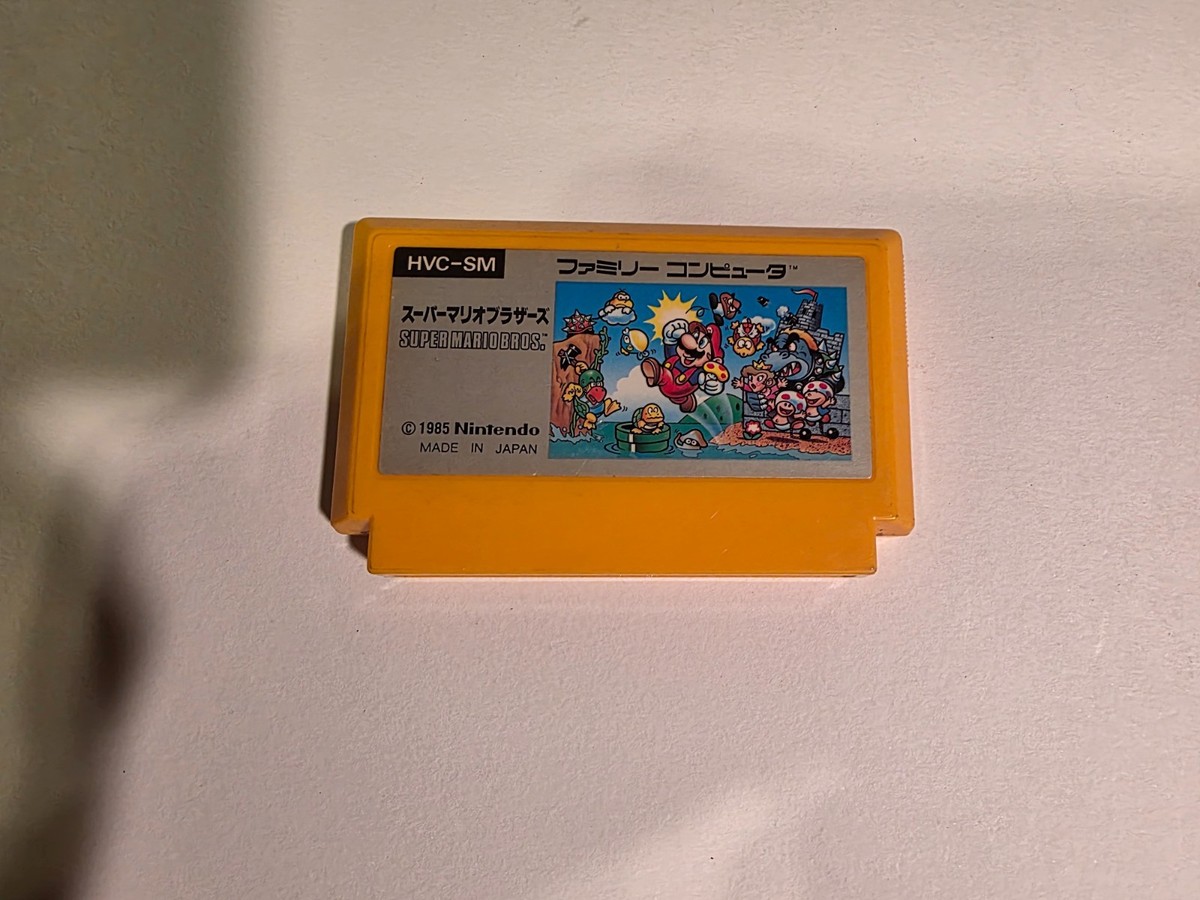 HVC-SM
ファミリー コンピュータ™
スーパーマリオブラザーズ
SUPER MARIO BROS.™
© 1985 Nintendo
MADE IN JAPAN